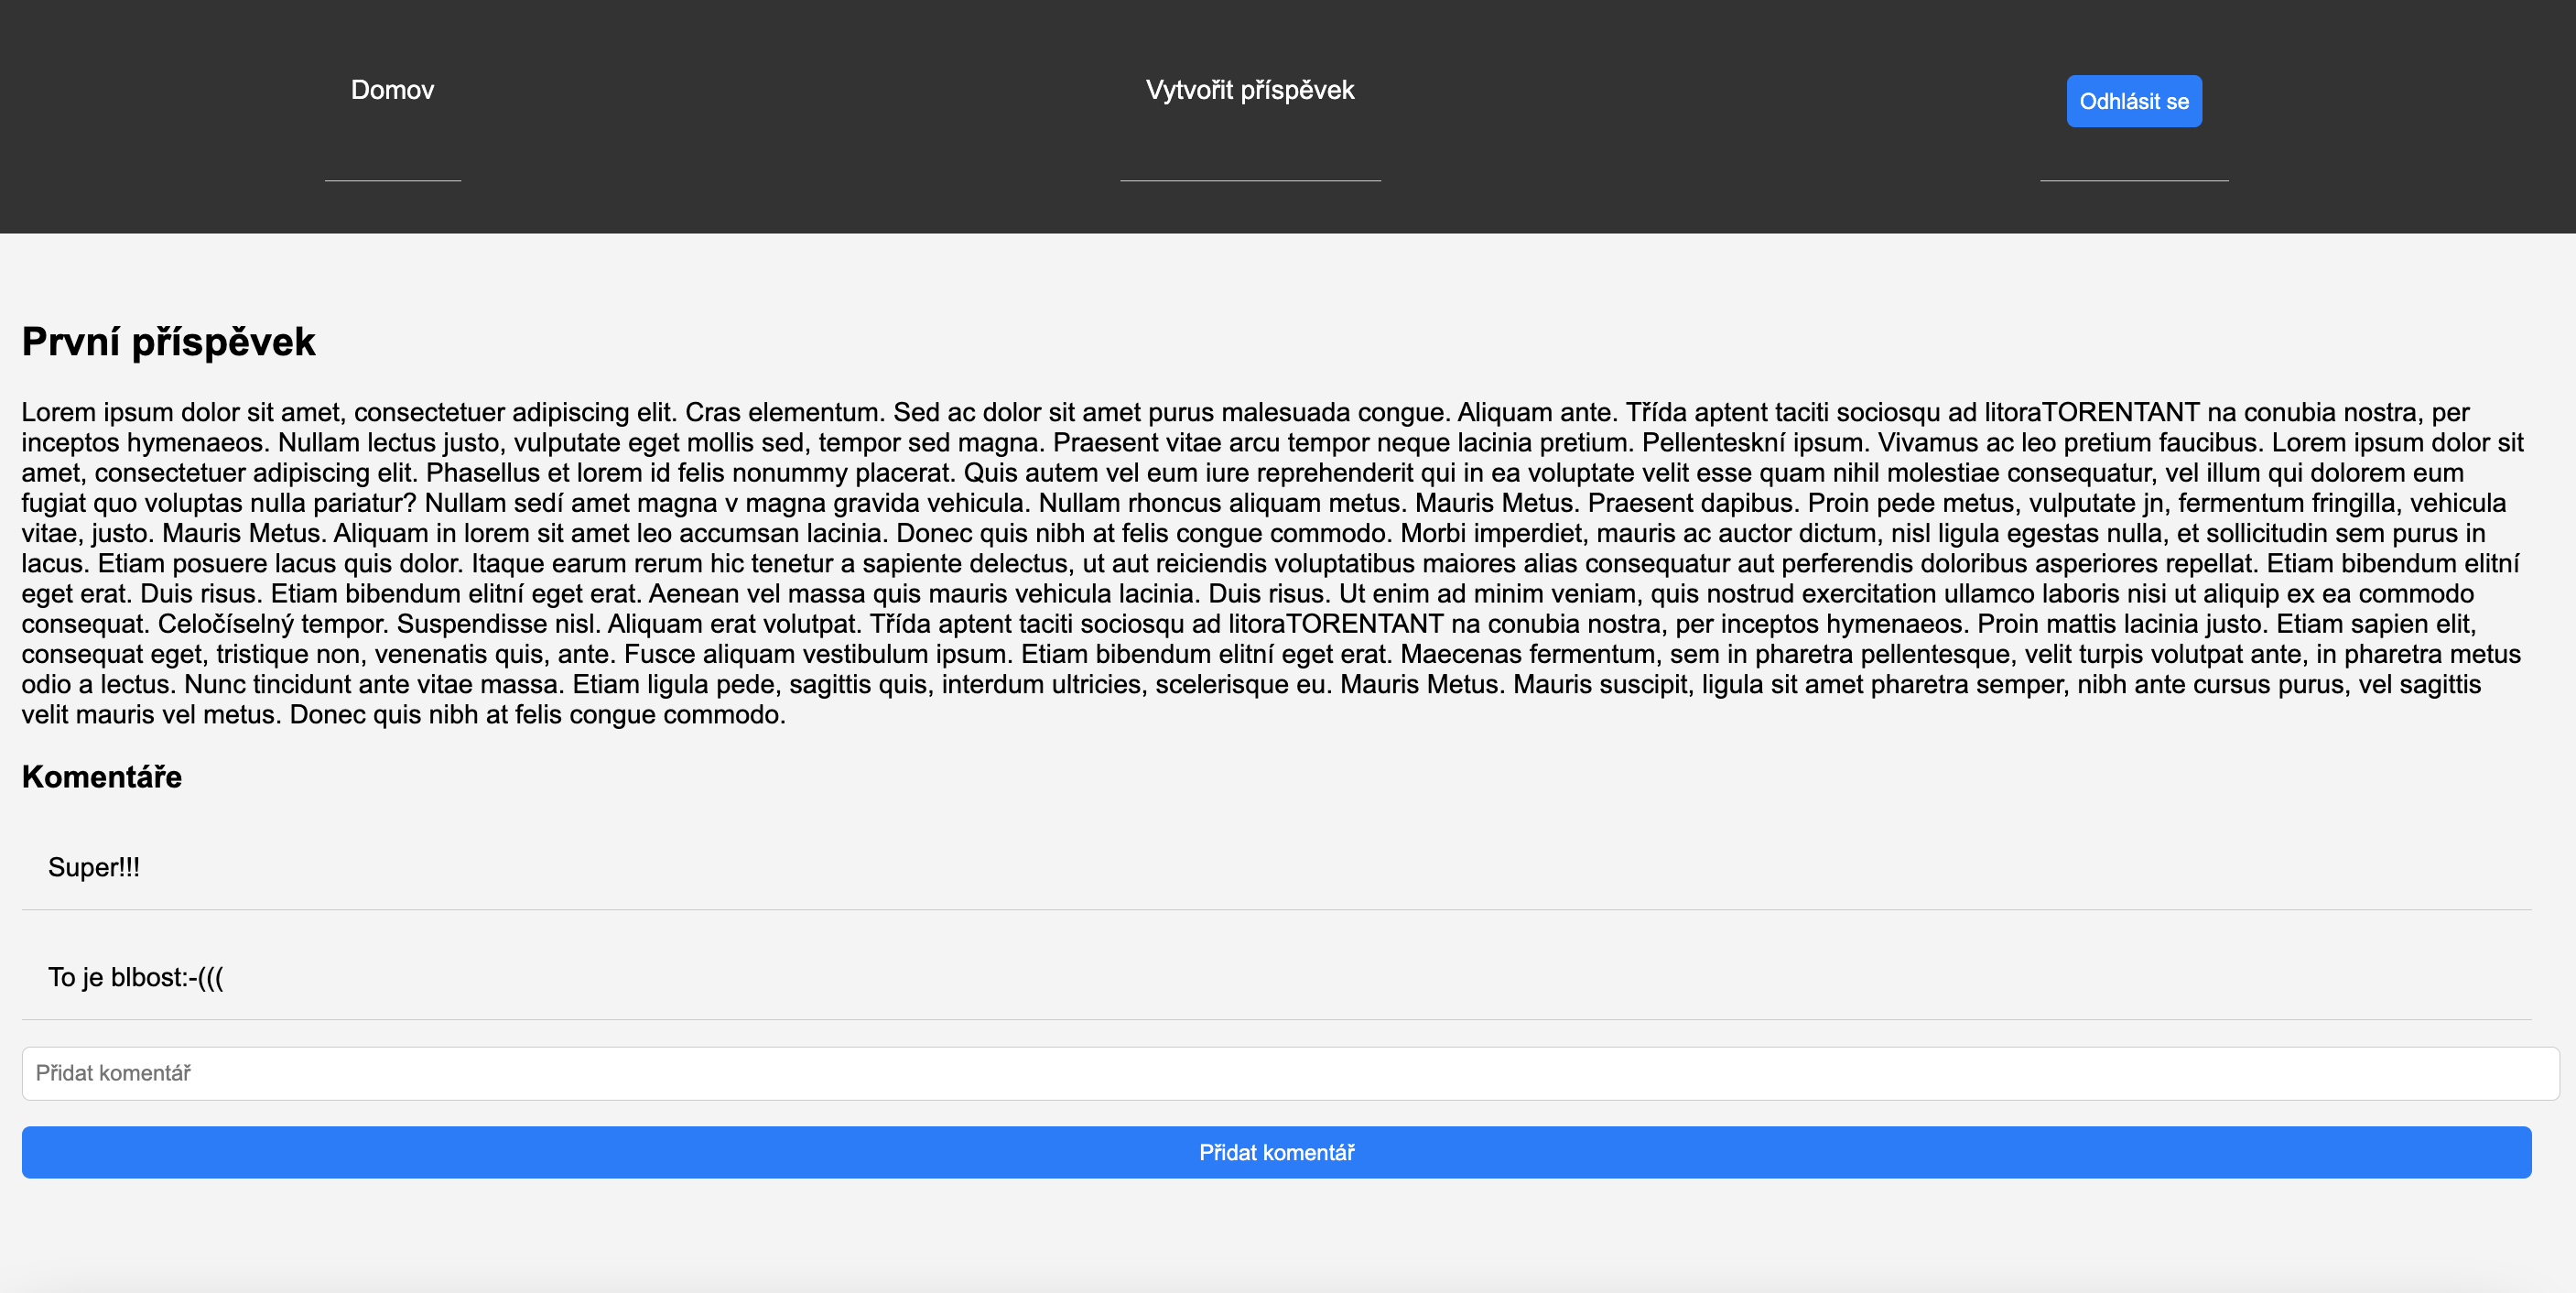 Domov
Vytvořit příspěvek
Odhlásit se
První příspěvek
Lorem ipsum dolor sit amet, consectetuer adipiscing elit. Cras elementum. Sed ac dolor sit amet purus malesuada congue. Aliquam ante. Třída aptent taciti sociosqu ad litoraTORENTANT na conubia nostra, per
inceptos hymenaeos. Nullam lectus justo, vulputate eget mollis sed, tempor sed magna. Praesent vitae arcu tempor neque lacinia pretium. Pellenteskní ipsum. Vivamus ac leo pretium faucibus. Lorem ipsum dolor sit
amet, consectetuer adipiscing elit. Phasellus et lorem id felis nonummy placerat. Quis autem vel eum iure reprehenderit qui in ea voluptate velit esse quam nihil molestiae consequatur, vel illum qui dolorem eum
fugiat quo voluptas nulla pariatur? Nullam sedí amet magna v magna gravida vehicula. Nullam rhoncus aliquam metus. Mauris Metus. Praesent dapibus. Proin pede metus, vulputate jn, fermentum fringilla, vehicula
vitae, justo. Mauris Metus. Aliquam in lorem sit amet leo accumsan lacinia. Donec quis nibh at felis congue commodo. Morbi imperdiet, mauris ac auctor dictum, nisl ligula egestas nulla, et sollicitudin sem purus in
lacus. Etiam posuere lacus quis dolor. Itaque earum rerum hic tenetur a sapiente delectus, ut aut reiciendis voluptatibus maiores alias consequatur aut perferendis doloribus asperiores repellat. Etiam bibendum elitní
eget erat. Duis risus. Etiam bibendum elitní eget erat. Aenean vel massa quis mauris vehicula lacinia. Duis risus. Ut enim ad minim veniam, quis nostrud exercitation ullamco laboris nisi ut aliquip ex ea commodo
consequat. Celočíselný tempor. Suspendisse nisl. Aliquam erat volutpat. Třída aptent taciti sociosqu ad litoraTORENTANT na conubia nostra, per inceptos hymenaeos. Proin mattis lacinia justo. Etiam sapien elit,
consequat eget, tristique non, venenatis quis, ante. Fusce aliquam vestibulum ipsum. Etiam bibendum elitní eget erat. Maecenas fermentum, sem in pharetra pellentesque, velit turpis volutpat ante, in pharetra metus
odio a lectus. Nunc tincidunt ante vitae massa. Etiam ligula pede, sagittis quis, interdum ultricies, scelerisque eu. Mauris Metus. Mauris suscipit, ligula sit amet pharetra semper, nibh ante cursus purus, vel sagittis
velit mauris vel metus. Donec quis nibh at felis congue commodo.
Komentáře
Super!!!
To je blbost:-(((
Přidat komentář
Přidat komentář